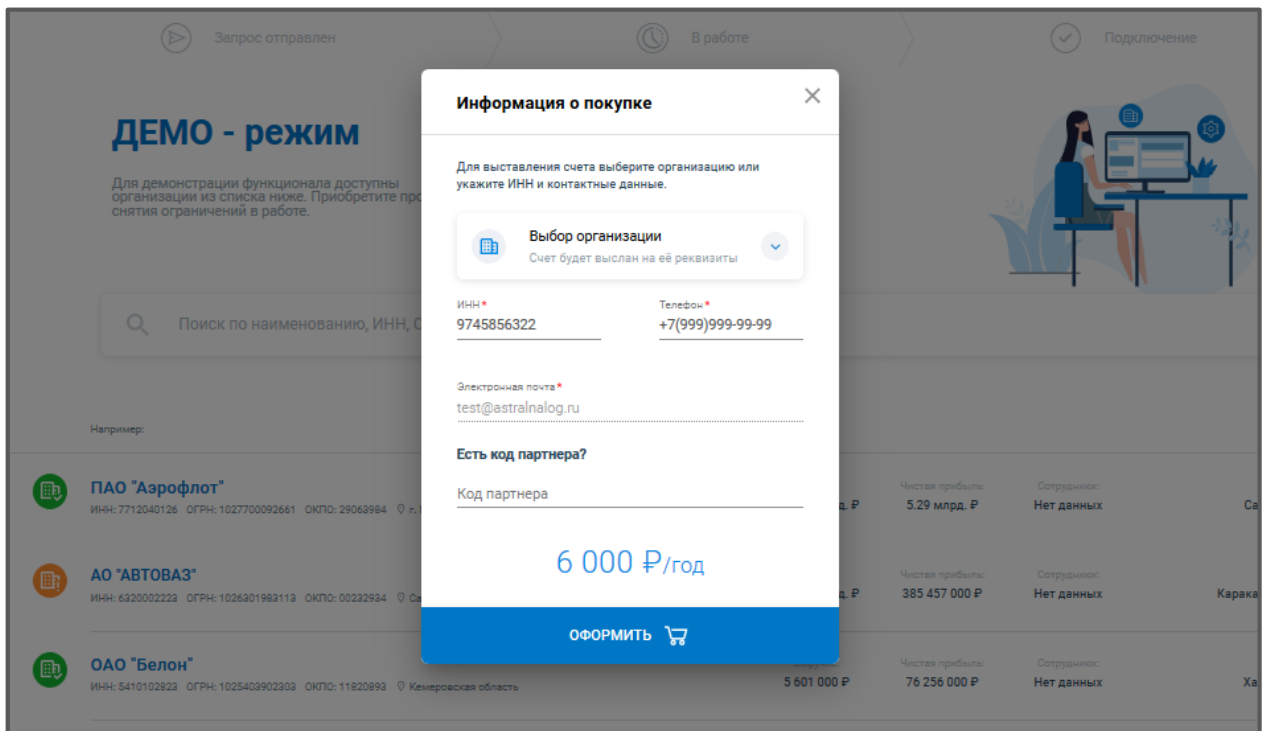 Запрос отправлен
В работе
Подключение
Информация о покупке
ДЕМО - режим
Для выставления счета выберите организацию или
укажите ИНН и контактные данные.
Для демонстрации функционала доступны
организации из списка ниже. Приобретите
снятия ограничений в работе.
Выбор организации
Счет будет выслан на её реквизиты
ИНН*
Телефон*
9745856322
+7(999)999-99-99
Поиск по наименованию, ИНН,
Электронная почта*
test@astralnalog.ru
Например:
Есть код партнера?
Код партнера
ПАО "Аэрофлот"
ИНН: 7712040126 ОГРН: 1027700092661 ОКПО: 29063984 г.
Чистая прибыль:
5.29 млрд. ₽
Сотрудников:
Нет данных
6 000 ₽/год
АО "АВТОВАЗ"
ИНН: 6320002223 ОГРН: 1026301983113 ОКПО: 00232934
Чистая прибыль:
385 457 000 ₽
Сотрудников:
Нет данных
ОФОРМИТЬ
ОАО "Белон"
ИНН: 5410102823 ОГРН: 1025403902303 ОКПО: 11820893 Кемеровская область
5 601 000 ₽
Чистая прибыль:
76 256 000 ₽
Сотрудников:
Нет данных